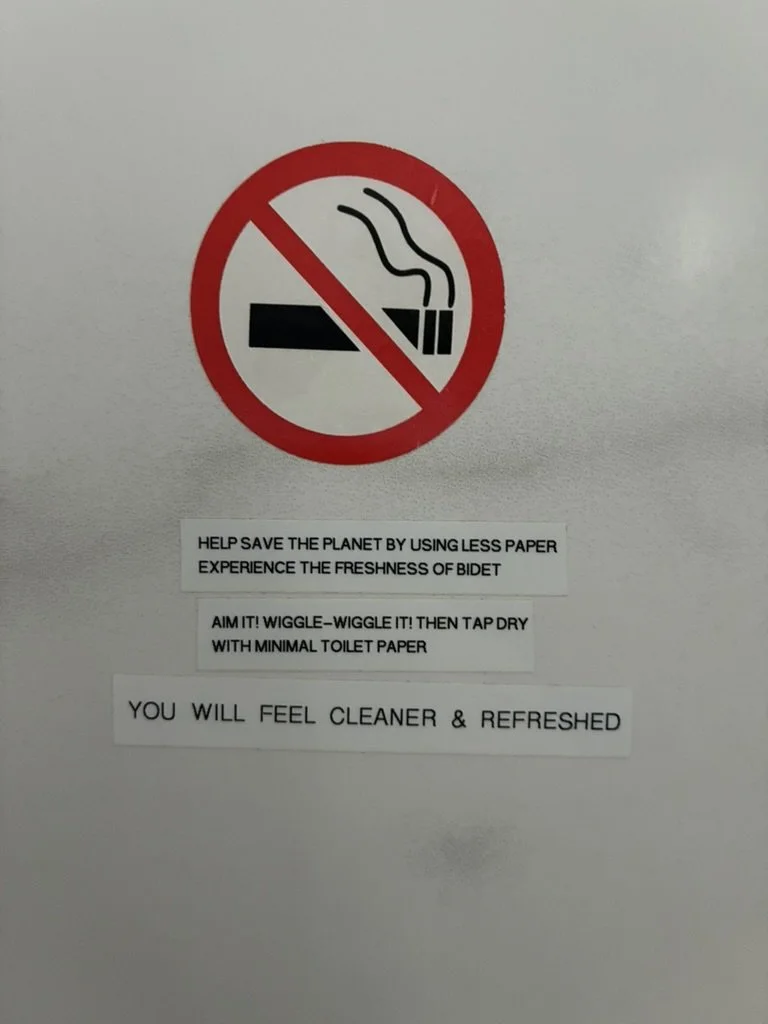 HELP SAVE THE PLANET BY USING LESS PAPER
EXPERIENCE THE FRESHNESS OF BIDET
AIM IT! WIGGLE-WIGGLE IT! THEN TAP DRY
WITH MINIMAL TOILET PAPER
YOU WILL FEEL CLEANER & REFRESHED